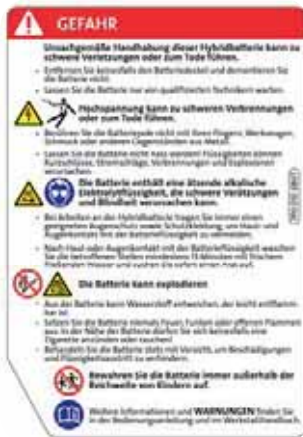 GEFAHR
Unsachgemäße Handhabung dieser Hybridbatterie kann zu
schwere Verletzungen oder zum Tode führen.
Entfernen Sie keinesfalls den Batteriedeckel und demontieren Sie
die Batterie nicht.
Lassen Sie die Batterie nur von qualifizierten Technikern warten.
Hochspannung kann zu schweren Verbrennungen
oder zum Tode führen.
Berühren Sie die Batteriepole nicht mit Ihren Fingern, Werkzeugen,
Schmuck oder anderen Gegenständen aus Metall.
Lassen Sie die Batterie nicht nass werden! Flüssigkeiten können
Kurzschlüsse, Stromschläge, Verbrennungen und Explosionen
verursachen.
Die Batterie enthält eine ätzende alkalische
Elektrolytflüssigkeit, die schwere Verätzungen
und Blindheit verursachen kann.
Bei Arbeiten an der Hybridbatterie tragen Sie immer einen
geeigneten Augenschutz sowie Schutzkleidung, um Haut- und
Augenkontakt mit der Batterieflüssigkeit zu vermeiden.
Nach Haut oder Augenkontakt mit der Batterieflüssigkeit waschen
Sie die betroffenen Stellen mindestens 15 Minuten mit frischem
fließenden Wasser und suchen Sie sofort einen Arzt auf.
Die Batterie kann explodieren
Aus der Batterie kann Wasserstoff entweichen, der leicht entflamm-
bar ist.
Setzen Sie die Batterie niemals Feuer, Funken oder offenen Flammen
aus. In der Nähe der Batterie dürfen Sie sich keinesfalls eine
Zigarette anzünden oder rauchen!
Behandeln Sie die Batterie stets mit Vorsicht, um Beschädigungen
und Flüssigkeitsaustritt zu verhindern.
Bewahren Sie die Batterie immer außerhalb der
Reichweite von Kindern auf.
Weitere Informationen und WARNUNGEN finden Sie
in der Bedienungsanleitung und im Werkstatthandbuch.